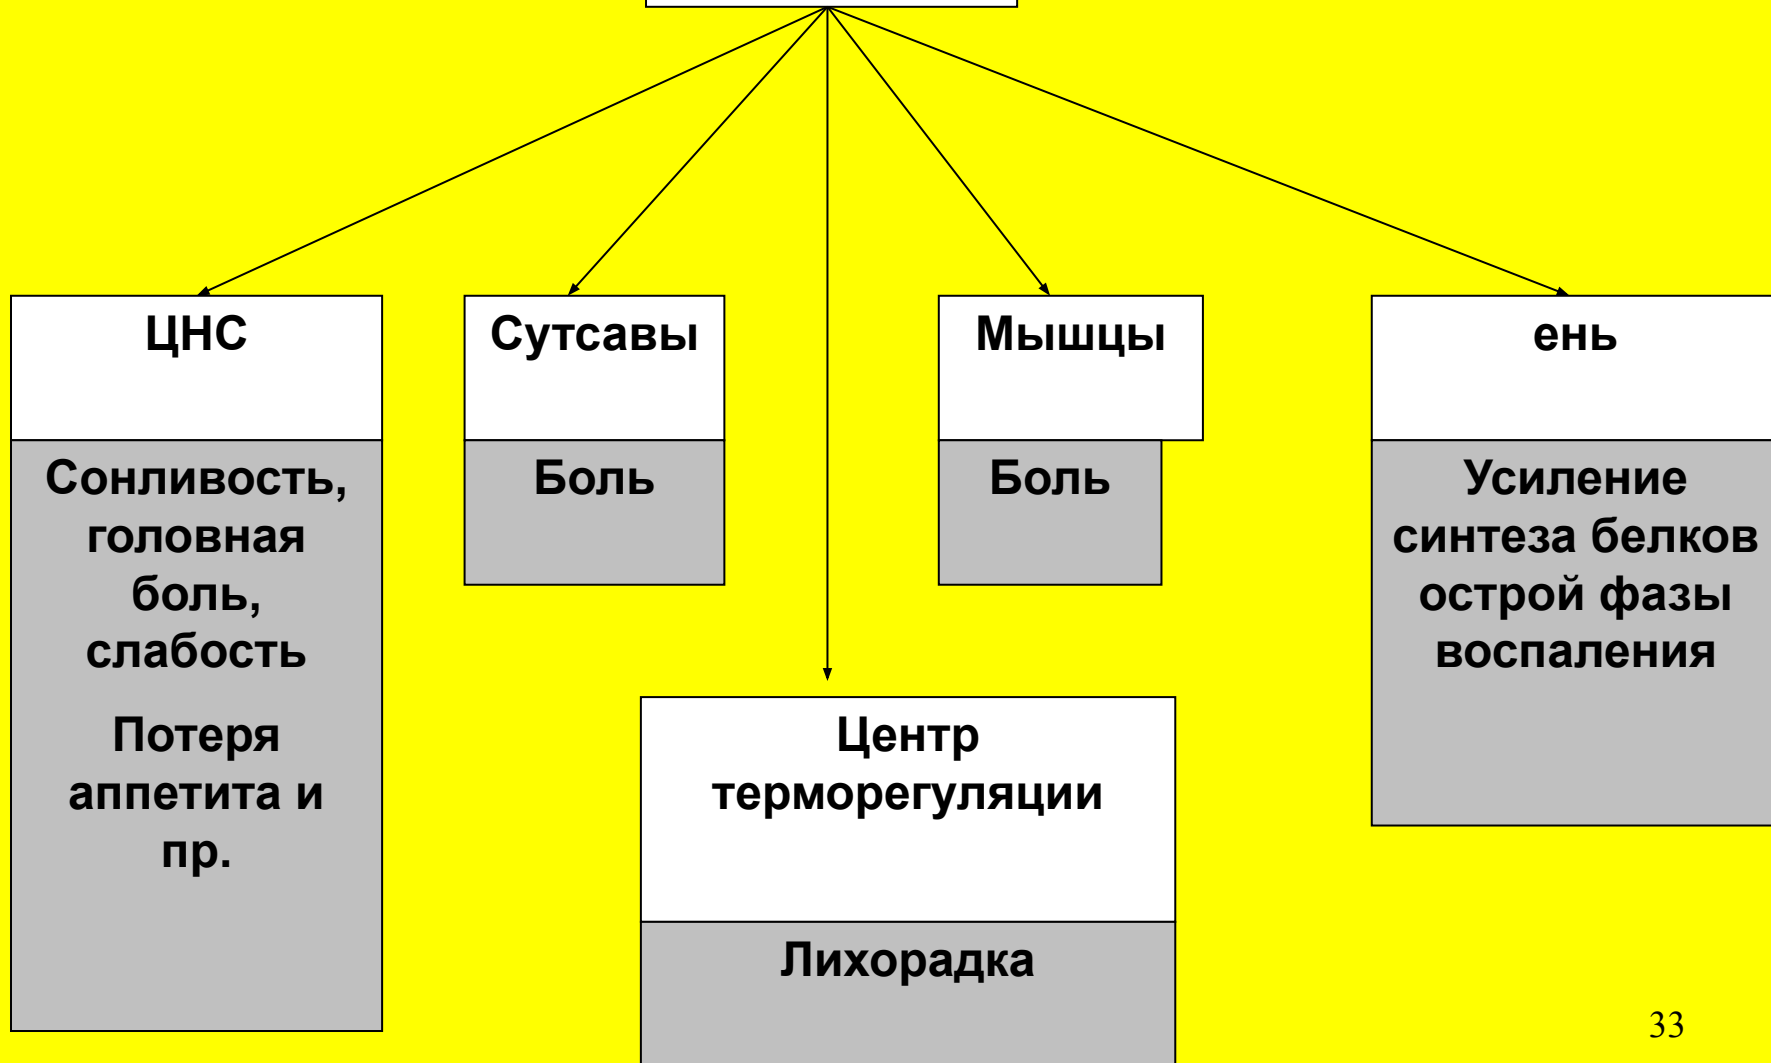 ЦНС
Сонливость,
головная
боль,
слабость
Потеря
аппетита и
пр.
Сутсавы
Боль
Мышцы
Боль
ень
Усиление
синтеза белков
острой фазы
воспаления
Центр
терморегуляции
Лихорадка
33